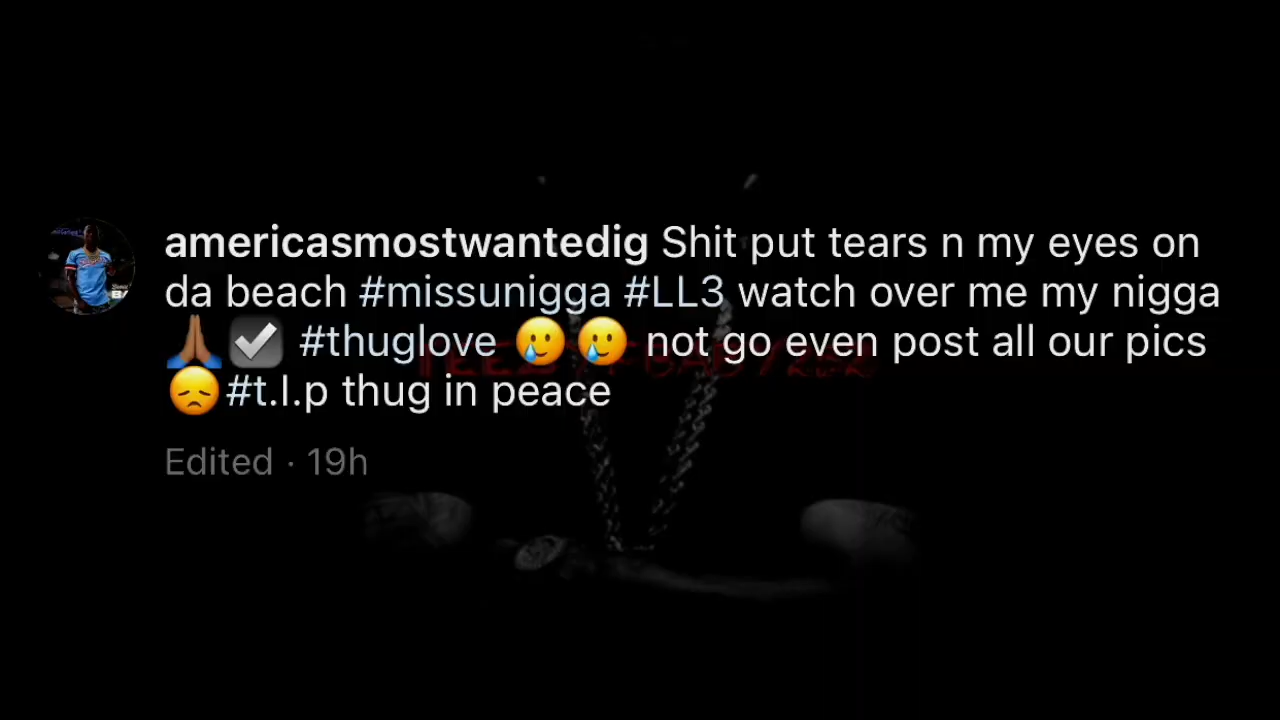 americasmostwantedig Shit put tears n my eyes on
da beach #missunigga #LL3 watch over me my nigga
🙏🏽☑️ #thuglove 🥲🥲 not go even post all our pics
😞#t.I.p thug in peace
Edited · 19h